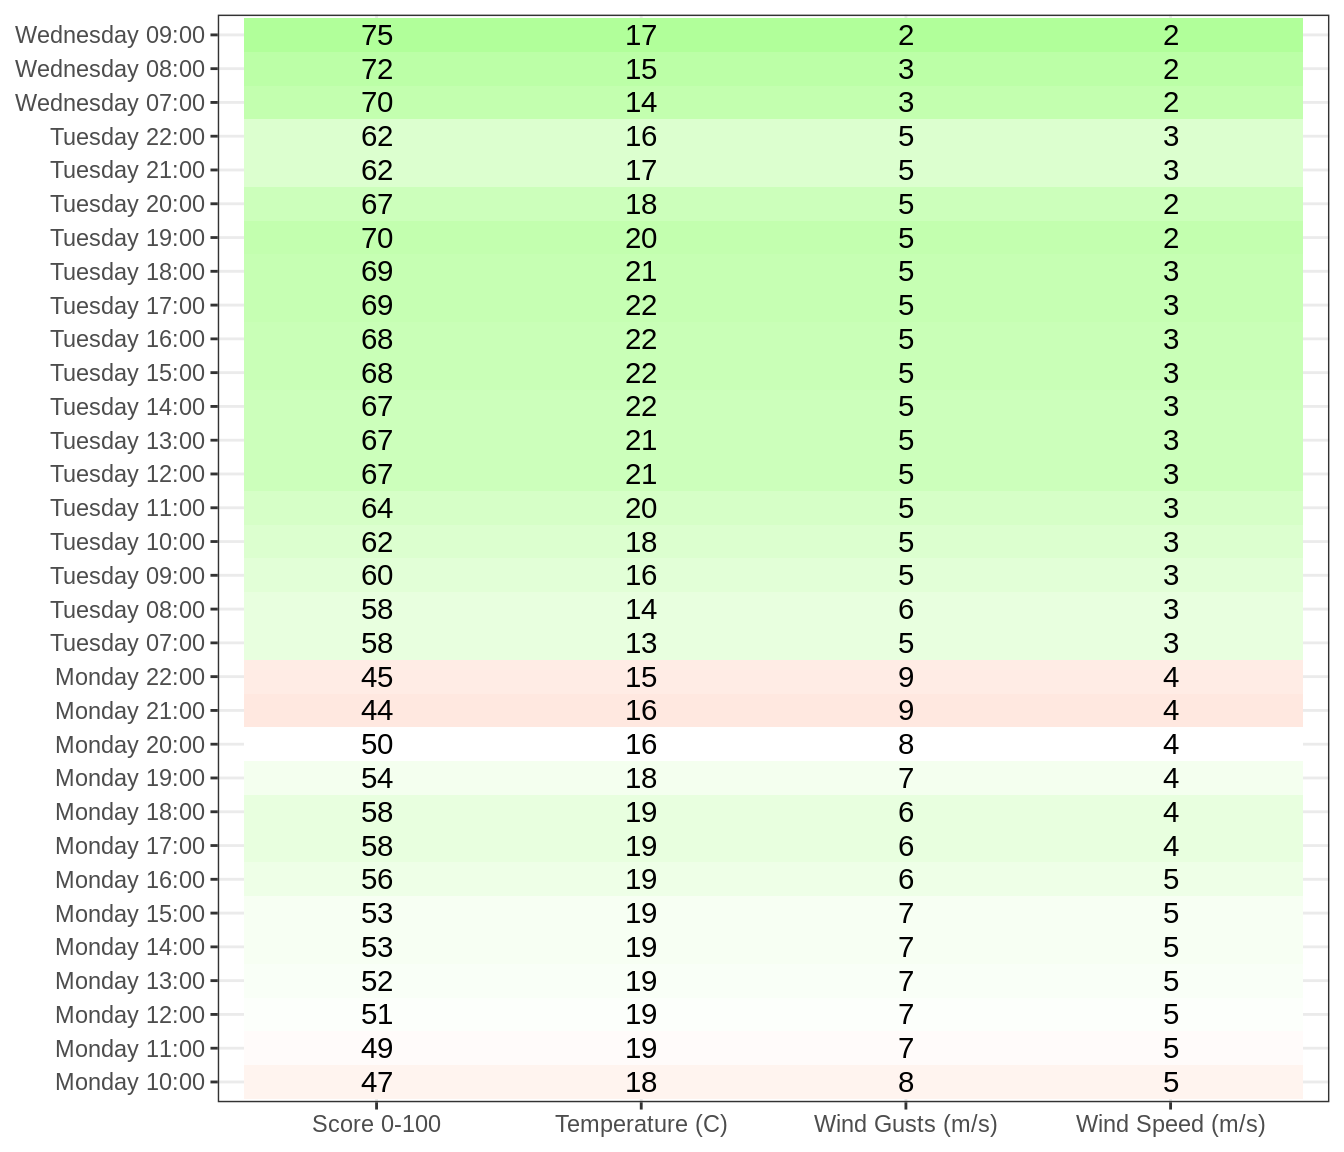 Wednesday 09:00 75 17 2 2
Wednesday 08:00 72 15 3 2
Wednesday 07:00 70 14 3 2
Tuesday 22:00 62 16 5 3
Tuesday 21:00 62 17 5 3
Tuesday 20:00 67 18 5 2
Tuesday 19:00 70 20 5 2
Tuesday 18:00 69 21 5 3
Tuesday 17:00 69 22 5 3
Tuesday 16:00 68 22 5 3
Tuesday 15:00 68 22 5 3
Tuesday 14:00 67 22 5 3
Tuesday 13:00 67 21 5 3
Tuesday 12:00 67 21 5 3
Tuesday 11:00 64 20 5 3
Tuesday 10:00 62 18 5 3
Tuesday 09:00 60 16 5 3
Tuesday 08:00 58 14 6 3
Tuesday 07:00 58 13 5 3
Monday 22:00 45 15 9 4
Monday 21:00 44 16 9 4
Monday 20:00 50 16 8 4
Monday 19:00 54 18 7 4
Monday 18:00 58 19 6 4
Monday 17:00 58 19 6 4
Monday 16:00 56 19 6 5
Monday 15:00 53 19 7 5
Monday 14:00 53 19 7 5
Monday 13:00 52 19 7 5
Monday 12:00 51 19 7 5
Monday 11:00 49 19 7 5
Monday 10:00 47 18 8 5
Score 0-100 Temperature (C) Wind Gusts (m/s) Wind Speed (m/s)